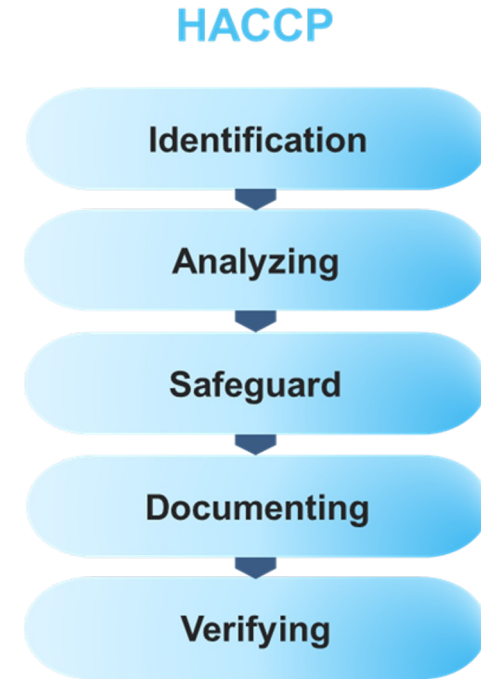 HACCP
Identification
Analyzing
Safeguard
Documenting
Verifying